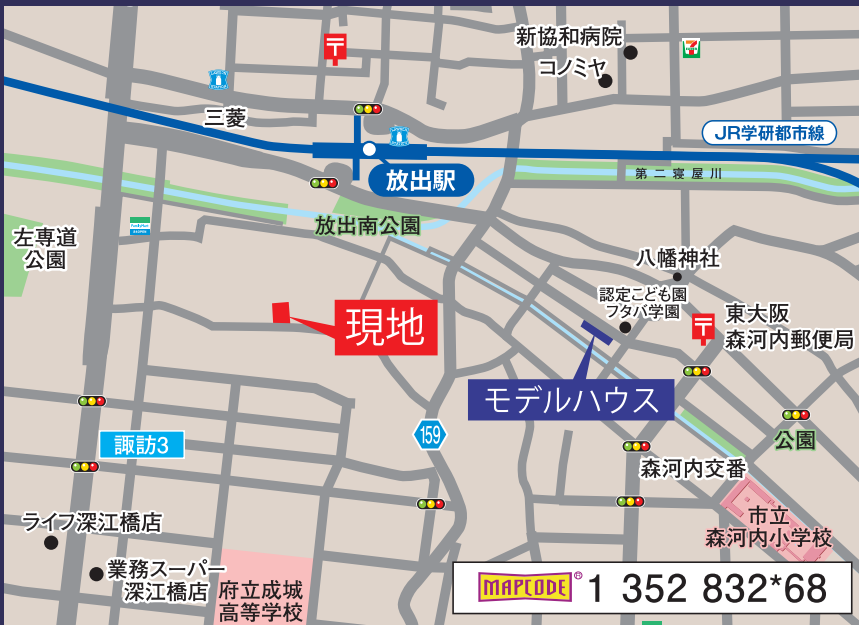 新協和病院
コノミヤ
三菱
JR学研都市線
放出駅
第二寝屋川
放出南公園
左専道
公園
八幡神社
認定こども園
フタバ学園
東大阪
森河内郵便局
現地
モデルハウス
159
諏訪3
公園
森河内交番
市立
森河内小学校
ライフ深江橋店
業務スーパー
深江橋店
府立成城
高等学校
MAPCODE® 1 352 832*68